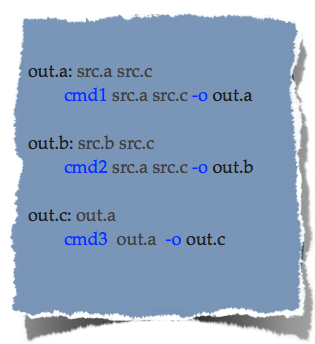 out.a: src.a src.c
cmd1 src.a src.c -o out.a
out.b: src.b src.c
cmd2 src.a src.c -o out.b
out.c: out.a
cmd3 out.a -o out.c